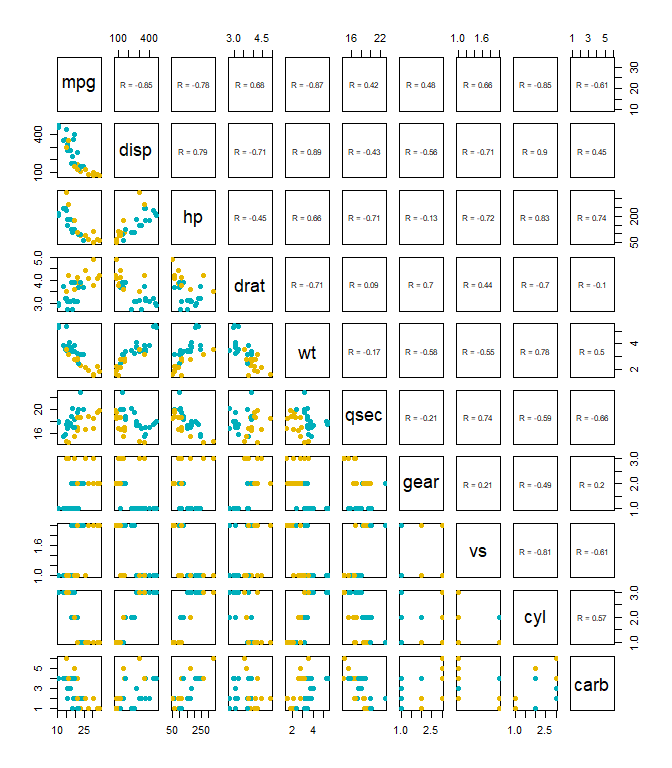 100 400 3.0 4.5 16 22 1.0 1.6 1 3 5
mpg R = -0.85 R = -0.78 R = 0.68 R = -0.87 R = 0.42 R = 0.48 R = 0.66 R = -0.85 R = -0.61 10 20 30
100 400 disp R = 0.79 R = -0.71 R = 0.89 R = -0.43 R = -0.56 R = -0.71 R = 0.9 R = 0.45
hp R = -0.45 R = 0.66 R = -0.71 R = -0.13 R = -0.72 R = 0.83 R = 0.74 50 200
3.0 4.0 5.0 drat R = -0.71 R = 0.09 R = 0.7 R = 0.44 R = -0.7 R = -0.1
wt R = -0.17 R = -0.58 R = -0.55 R = 0.78 R = 0.5 2 4
16 20 qsec R = -0.21 R = 0.74 R = -0.59 R = -0.66
gear R = 0.21 R = -0.49 R = 0.2 1.0 2.0 3.0
1.0 1.6 vs R = -0.81 R = -0.61
cyl R = 0.57 1.0 2.0 3.0
1 3 5 carb
10 25 50 250 2 4 1.0 2.5 1.0 2.5